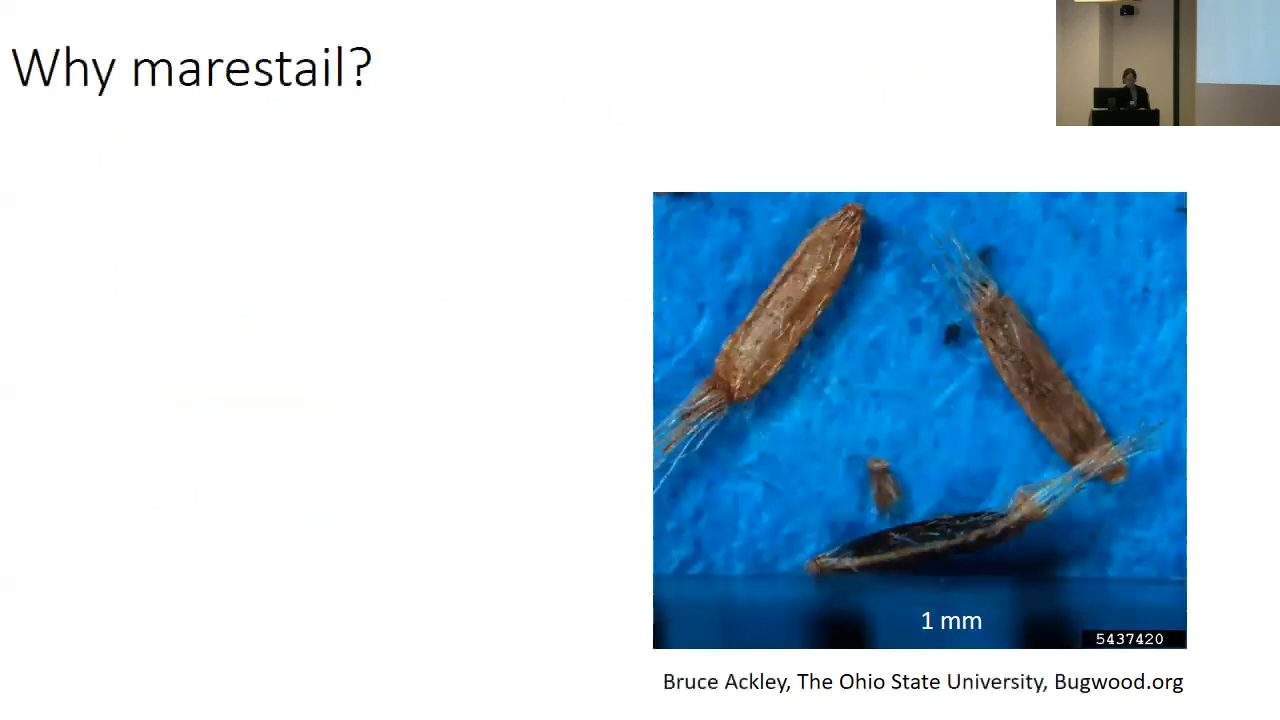 Why marestail?
1 mm
5437420
Bruce Ackley, The Ohio State University, Bugwood.org